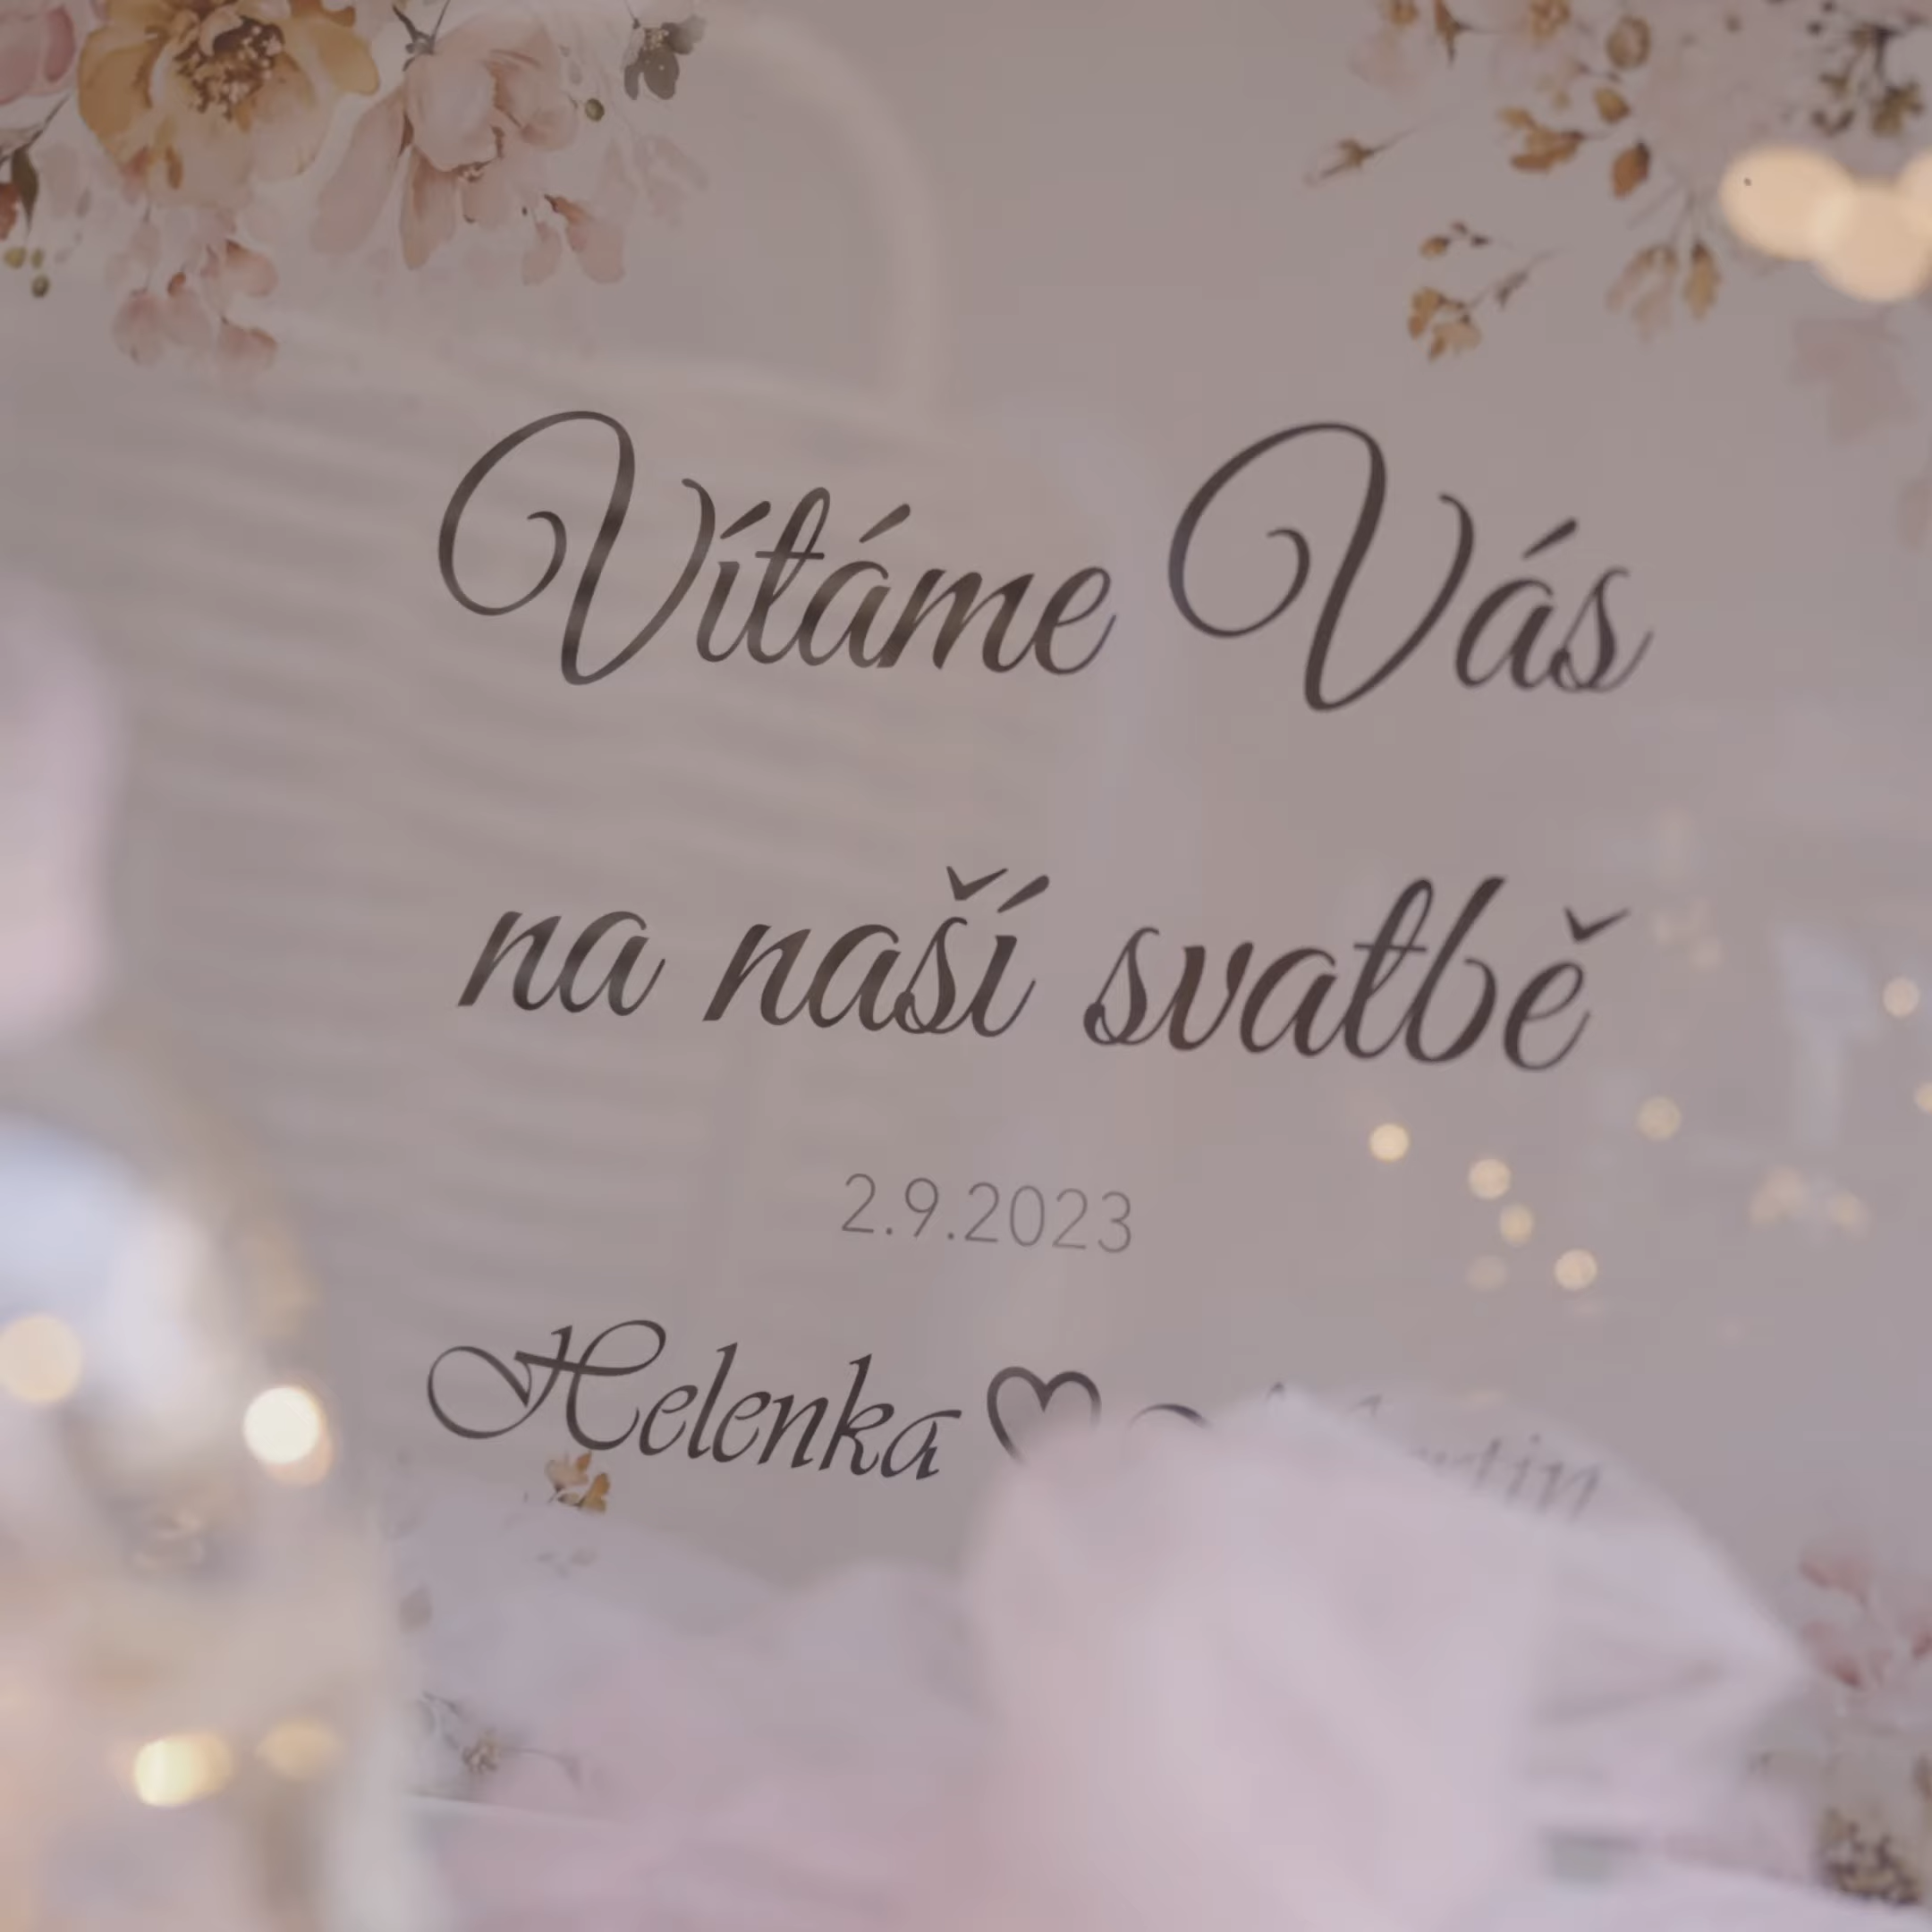 Vítáme Vás
na naší svatbě
2.9.2023
Helenka ♡